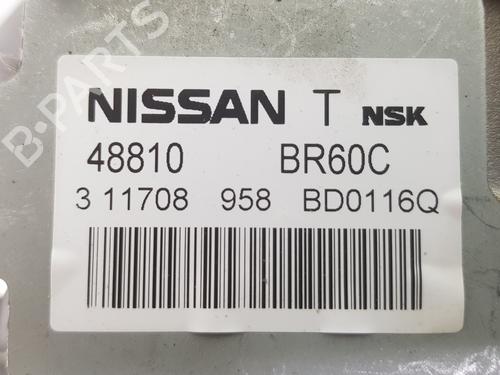 B-PARTS
NISSAN T NSK
48810 BR60C
3 11708 958 BD0116Q